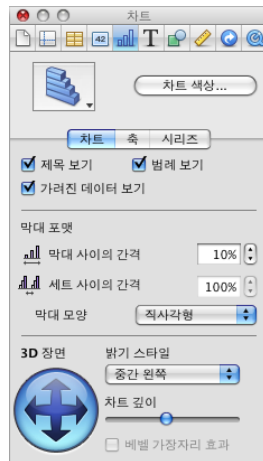 차트
42
T
차트 색상...
차트 축 시리즈
제목 보기 범례 보기
가려진 데이터 보기
막대 포맷
막대 사이의 간격 10%
세트 사이의 간격 100%
막대 모양 직사각형
3D 장면 밝기 스타일
중간 왼쪽
차트 깊이
베벨 가장자리 효과